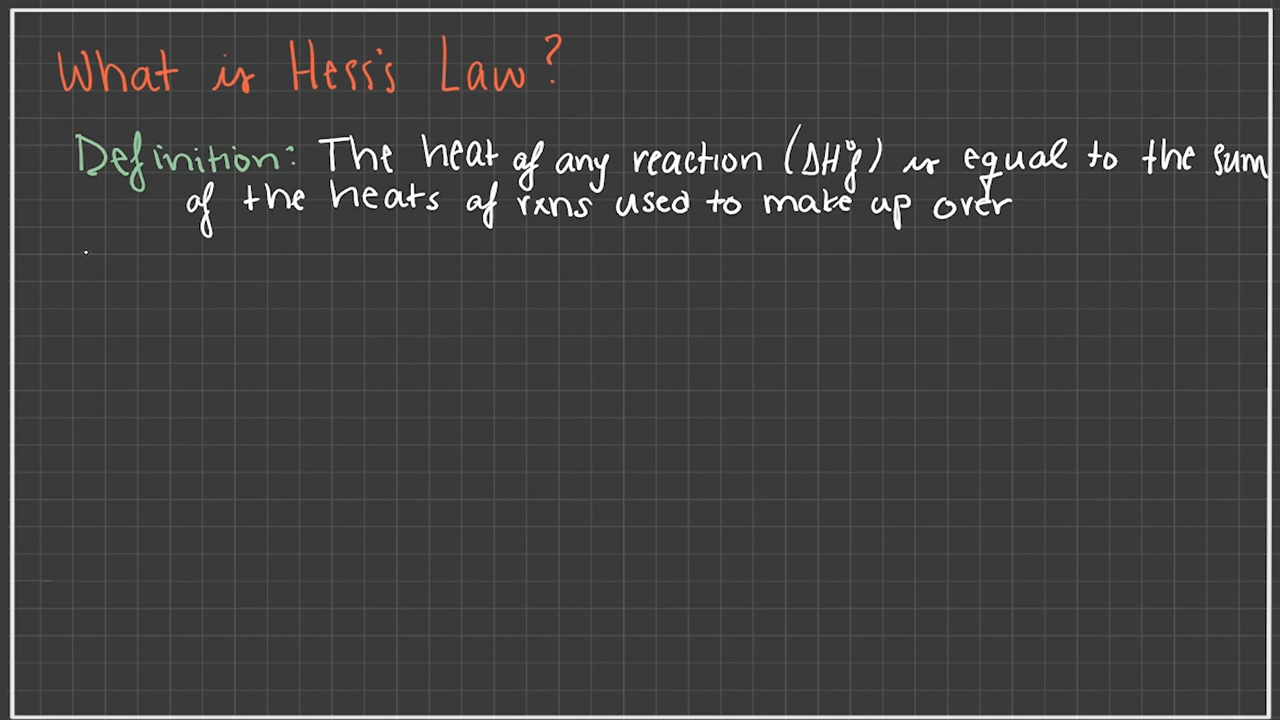 What is Hess's Law?
Definition: The heat of any reaction (ΔH°f) is equal to the sum
of the heats of rxns used to make up over